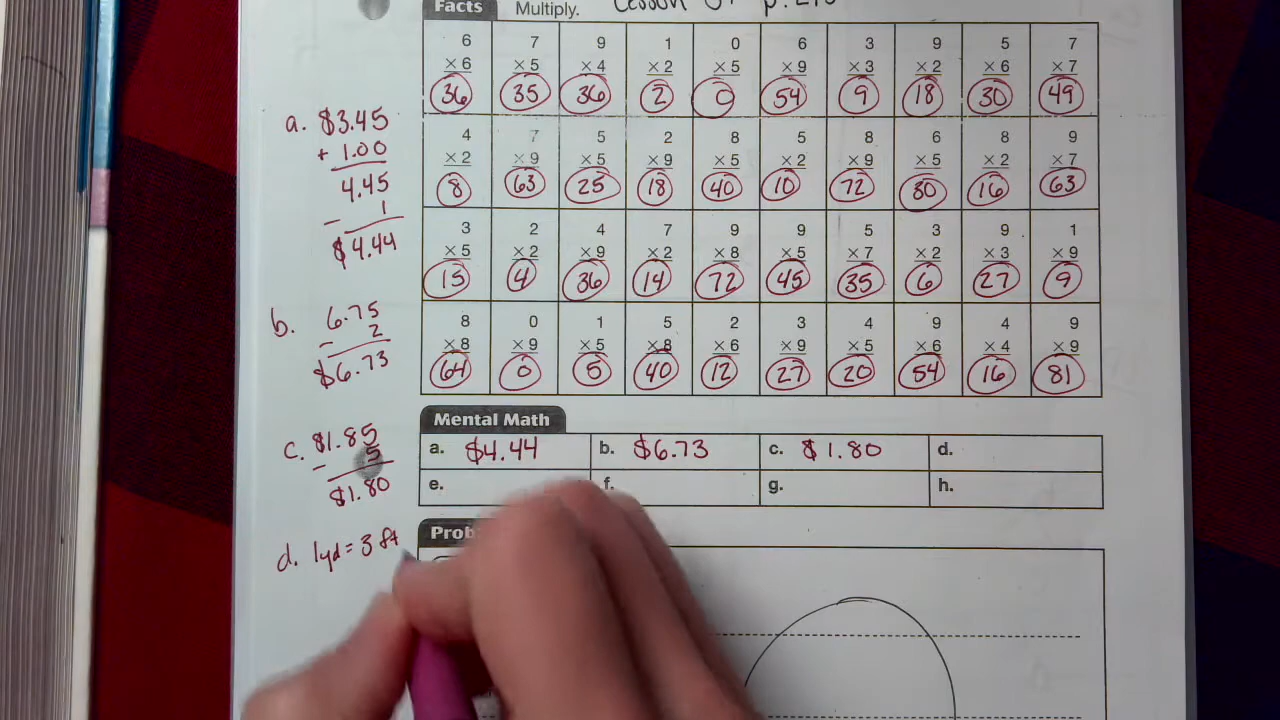 Facts Multiply. Lesson
6 7 9 1 0 6 3 9 5 7
× 6 × 5 × 4 × 2 × 5 × 9 × 3 × 2 × 6 × 7
36 35 36 2 0 54 9 18 30 49
4 7 5 2 8 5 8 6 8 9
× 2 × 9 × 5 × 9 × 5 × 2 × 9 × 5 × 2 × 7
8 63 25 18 40 10 72 30 16 63
3 2 4 7 9 9 5 3 9 1
× 5 × 2 × 9 × 2 × 8 × 5 × 7 × 2 × 3 × 9
15 4 36 14 72 45 35 6 27 9
8 0 1 5 2 3 4 9 4 9
× 8 × 9 × 5 × 8 × 6 × 9 × 5 × 6 × 4 × 9
64 0 5 40 12 27 20 54 16 81
a. $3.45
+ 1.00
4.45
- 1
$4.44
b. 6.75
- 2
$6.73
c. $1.85
- 5
$1.80
d. 1yd = 3 ft
Mental Math
a. $4.44 b. $6.73 c. $1.80 d.
e. f. g. h.